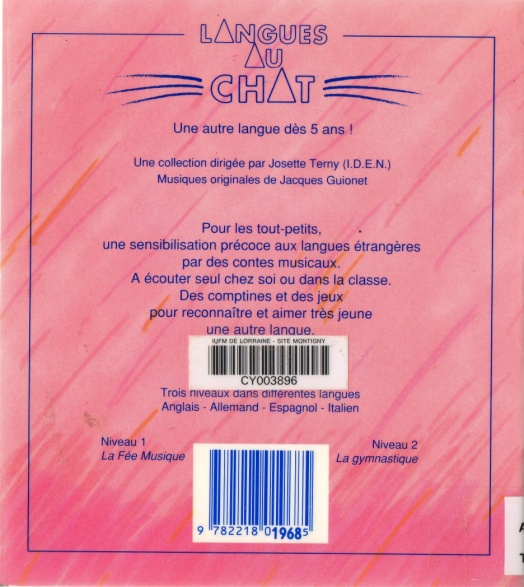 LANGUES
AU
CHAT
Une autre langue dès 5 ans !
Une collection dirigée par Josette Terny (I.D.E.N.)
Musiques originales de Jacques Guionet
Pour les tout-petits,
une sensibilisation précoce aux langues étrangères
par des contes musicaux.
A écouter seul chez soi ou dans la classe.
Des comptines et des jeux
pour reconnaître et aimer très jeune
une autre langue.
IUFM DE LORRAINE - SITE MONTIGNY
CY003896
Trois niveaux dans différentes langues
Anglais - Allemand - Espagnol - Italien
Niveau 1
La Fée Musique
Niveau 2
La gymnastique
9 782218 019685